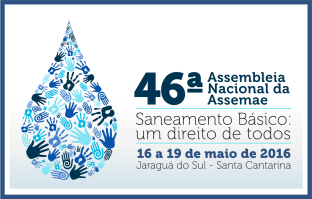 46ª Assembleia
Nacional da
Assemae
Saneamento Básico:
um direito de todos
16 a 19 de maio de 2016
Jaraguá do Sul - Santa Cantarina